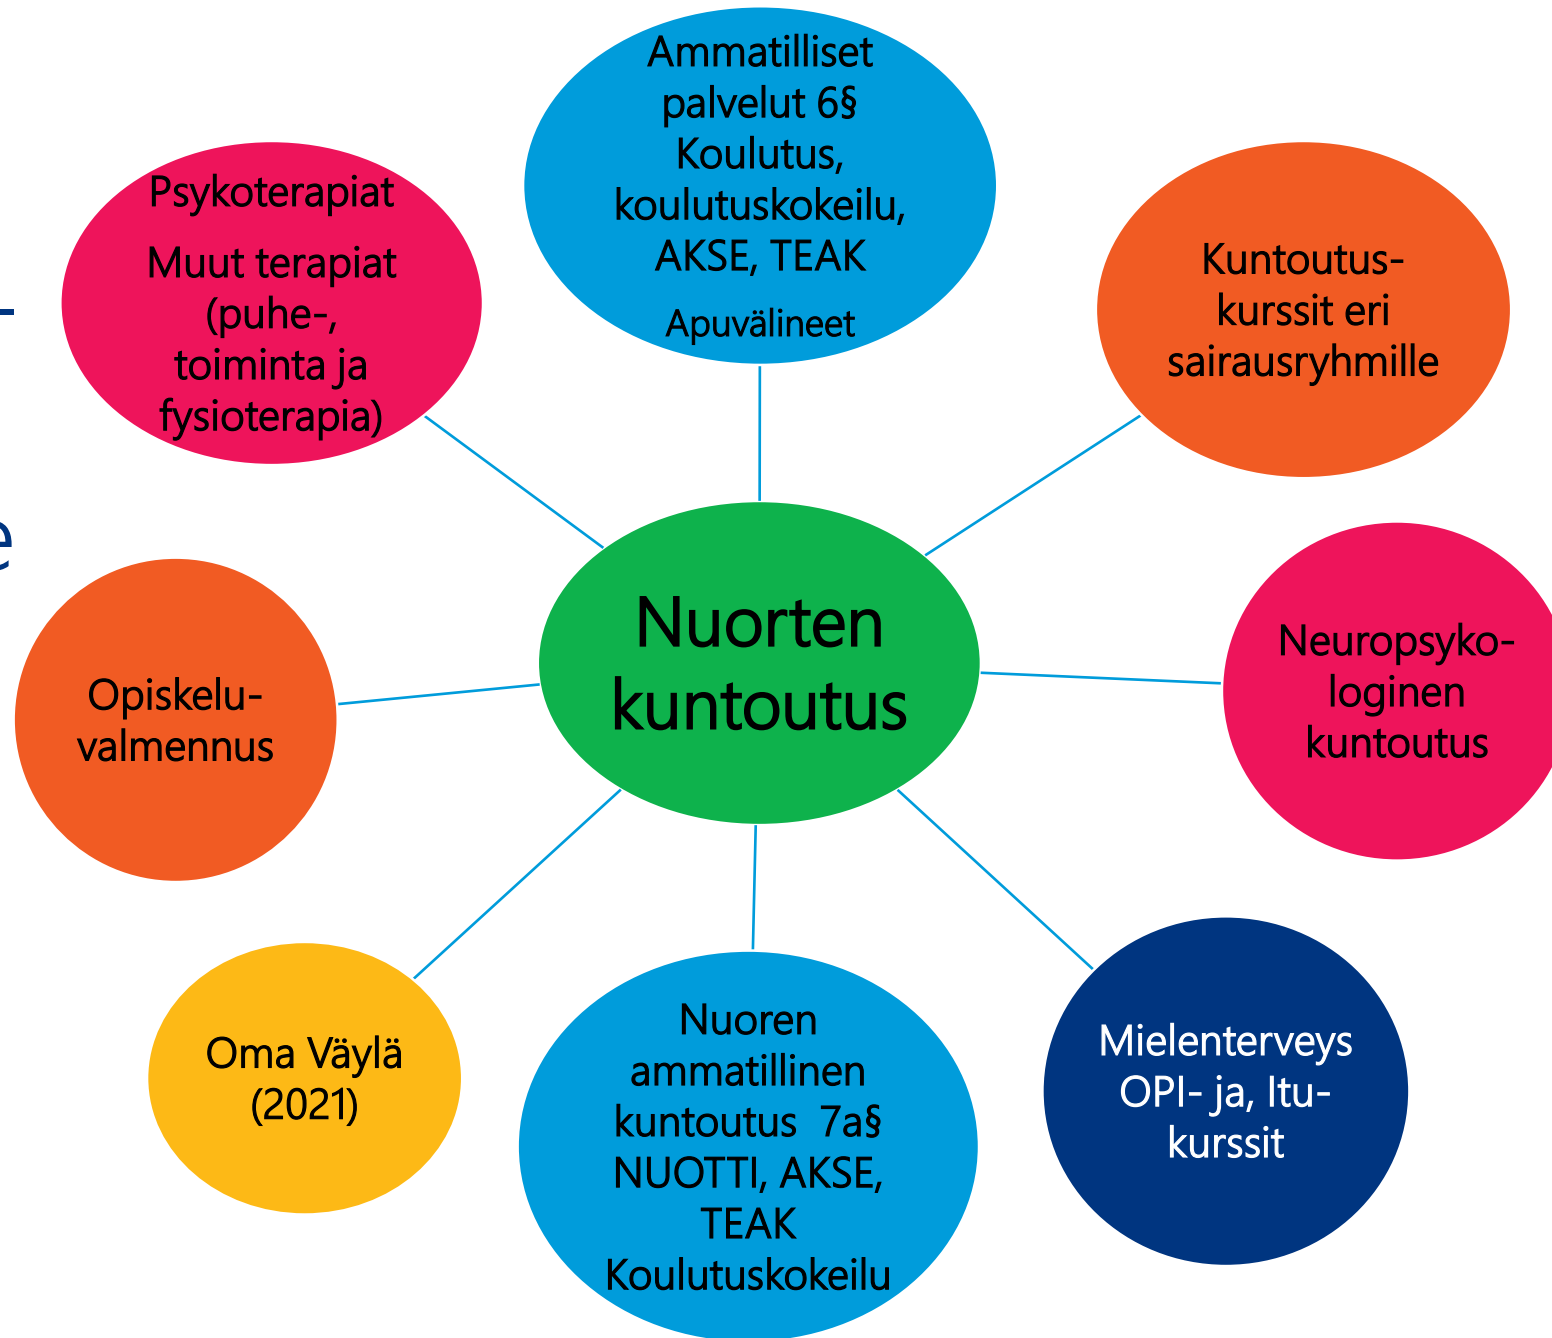 Ammatilliset
palvelut 6§
Koulutus,
koulutuskokeilu,
AKSE, TEAK
Apuvälineet
Psykoterapiat
Muut terapiat
(puhe-,
toiminta ja
fysioterapia)
Kuntoutus-
kurssit eri
sairausryhmille
-
e
Nuorten
kuntoutus
Neuropsyko-
loginen
kuntoutus
Opiskelu-
valmennus
Oma Väylä
(2021)
Nuoren
ammatillinen
kuntoutus 7a§
NUOTTI, AKSE,
TEAK
Koulutuskokeilu
Mielenterveys
OPI- ja, Itu-
kurssit